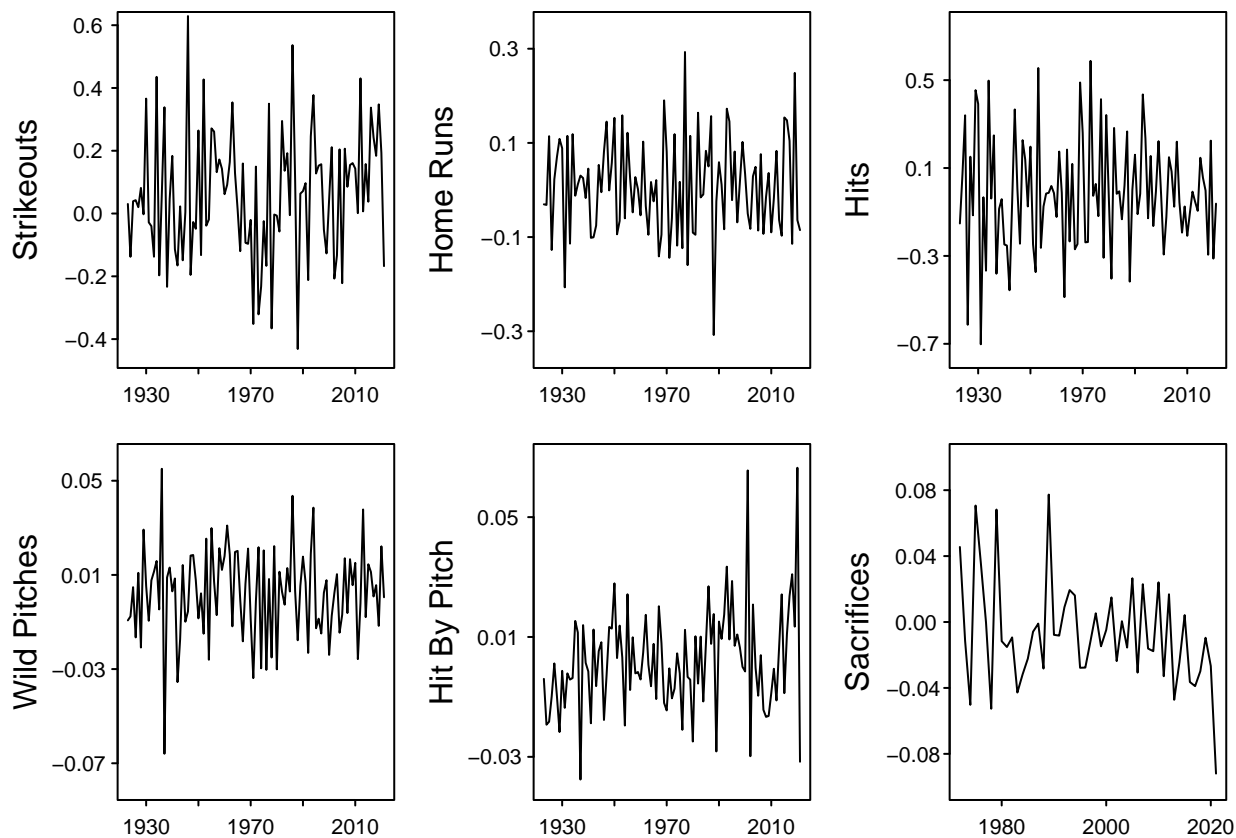 Strikeouts
0.6
0.4
0.2
0.0
−0.2
−0.4
1930 1970 2010
Home Runs
0.3
0.1
−0.1
−0.3
1930 1970 2010
Hits
0.5
0.1
−0.3
−0.7
1930 1970 2010
Wild Pitches
0.05
0.01
−0.03
−0.07
1930 1970 2010
Hit By Pitch
0.05
0.01
−0.03
1930 1970 2010
Sacrifices
0.08
0.04
0.00
−0.04
−0.08
1980 2000 2020